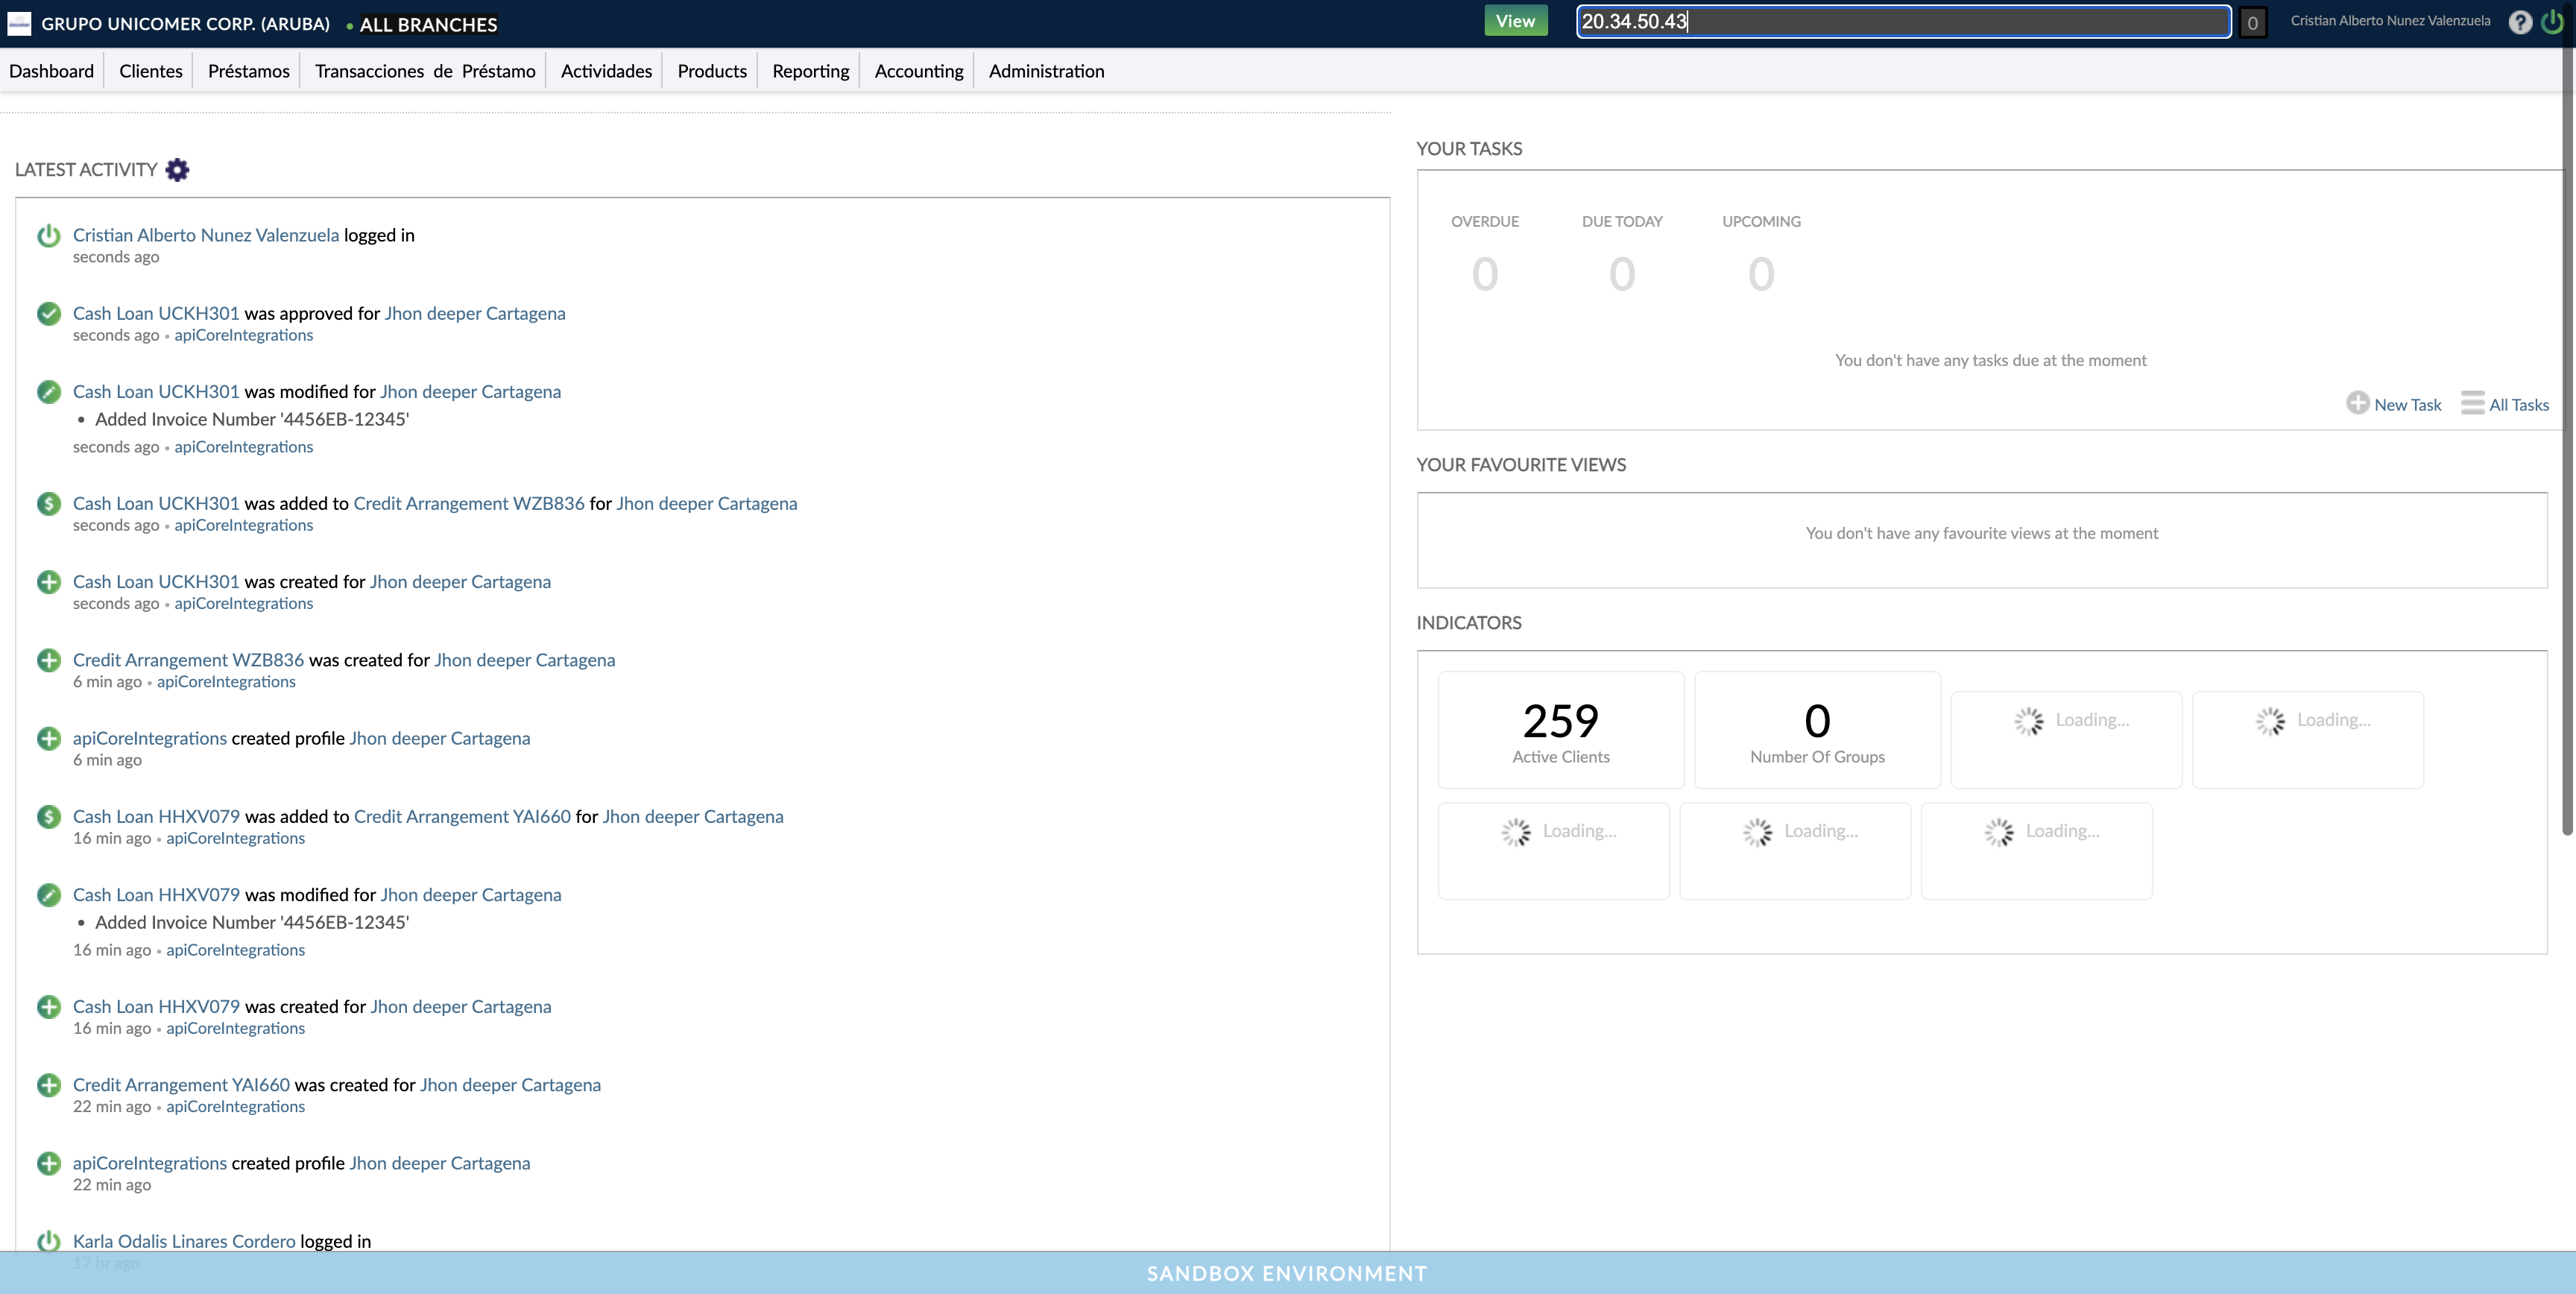 GRUPO UNICOMER CORP. (ARUBA) • ALL BRANCHES
View
20.34.50.43
0
Cristian Alberto Nunez Valenzuela
?
Dashboard Clientes Préstamos Transacciones de Préstamo Actividades Products Reporting Accounting Administration
LATEST ACTIVITY
Cristian Alberto Nunez Valenzuela logged in
seconds ago
Cash Loan UCKH301 was approved for Jhon deeper Cartagena
seconds ago • apiCoreIntegrations
Cash Loan UCKH301 was modified for Jhon deeper Cartagena
• Added Invoice Number '4456EB-12345'
seconds ago • apiCoreIntegrations
Cash Loan UCKH301 was added to Credit Arrangement WZB836 for Jhon deeper Cartagena
seconds ago • apiCoreIntegrations
Cash Loan UCKH301 was created for Jhon deeper Cartagena
seconds ago • apiCoreIntegrations
Credit Arrangement WZB836 was created for Jhon deeper Cartagena
6 min ago • apiCoreIntegrations
apiCoreIntegrations created profile Jhon deeper Cartagena
6 min ago
Cash Loan HHXV079 was added to Credit Arrangement YAI660 for Jhon deeper Cartagena
16 min ago • apiCoreIntegrations
Cash Loan HHXV079 was modified for Jhon deeper Cartagena
• Added Invoice Number '4456EB-12345'
16 min ago • apiCoreIntegrations
Cash Loan HHXV079 was created for Jhon deeper Cartagena
16 min ago • apiCoreIntegrations
Credit Arrangement YAI660 was created for Jhon deeper Cartagena
22 min ago • apiCoreIntegrations
apiCoreIntegrations created profile Jhon deeper Cartagena
22 min ago
Karla Odalis Linares Cordero logged in
17 hr ago
YOUR TASKS
OVERDUE DUE TODAY UPCOMING
0 0 0
You don't have any tasks due at the moment
New Task All Tasks
YOUR FAVOURITE VIEWS
You don't have any favourite views at the moment
INDICATORS
259 0 Loading... Loading...
Active Clients Number Of Groups
Loading... Loading... Loading...
SANDBOX ENVIRONMENT